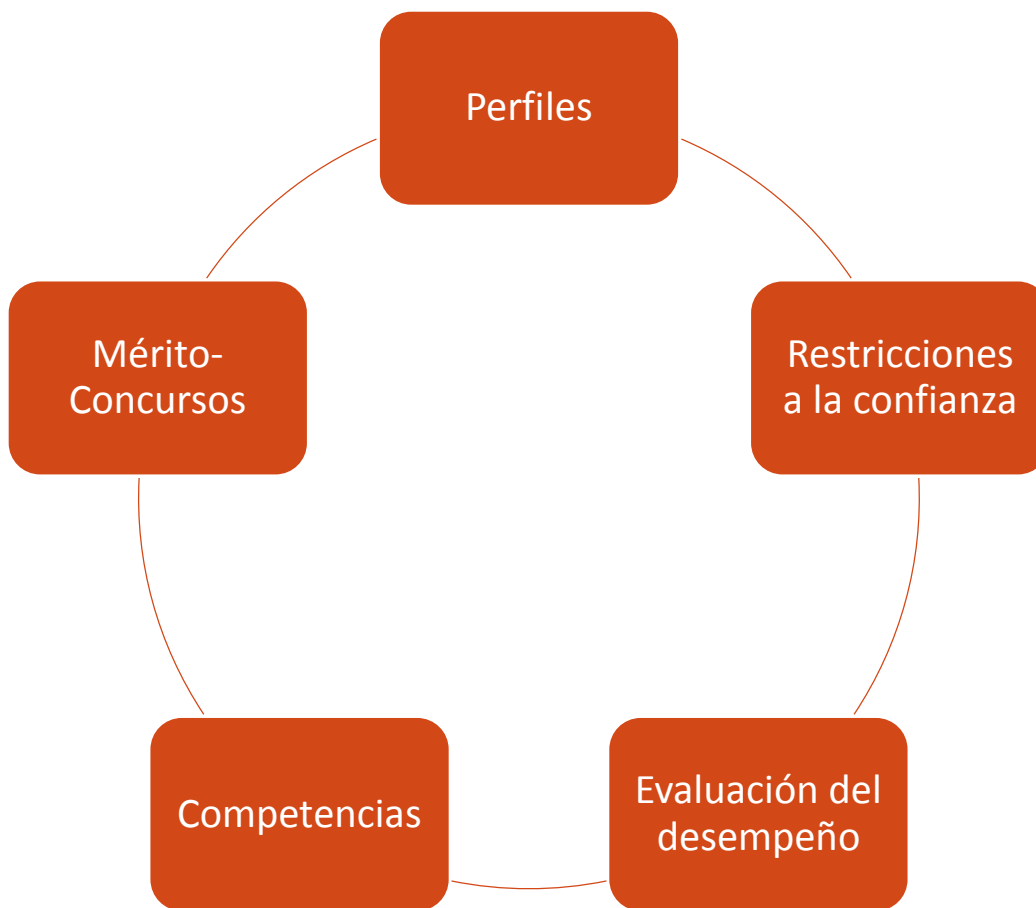 Perfiles
Restricciones
a la confianza
Evaluación del
desempeño
Competencias
Mérito-
Concursos